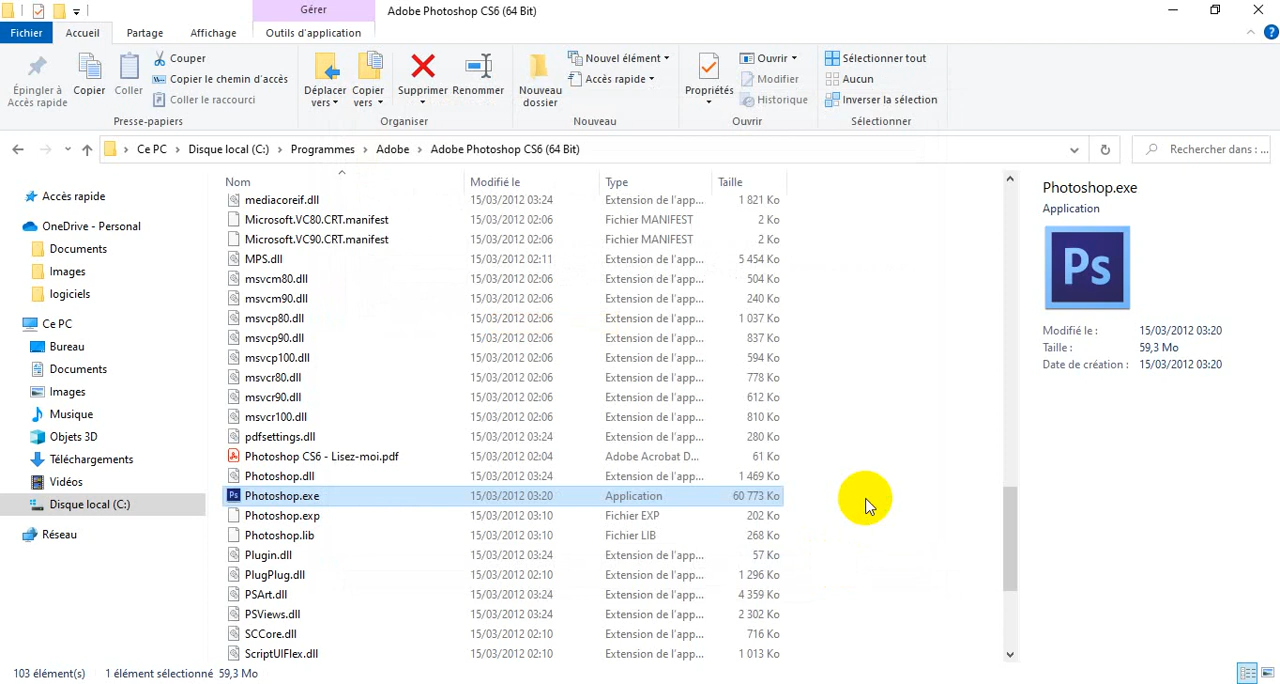 Gérer
Adobe Photoshop CS6 (64 Bit)
Fichier Accueil Partage Affichage Outils d'application
Épingler à Accès rapide
Copier
Coller
Couper
Copier le chemin d'accès
Coller le raccourci
Presse-papiers
Déplacer vers
Copier vers
Supprimer
Renommer
Organiser
Nouveau dossier
Nouvel élément
Accès rapide
Nouveau
Propriétés
Ouvrir
Modifier
Historique
Ouvrir
Sélectionner tout
Aucun
Inverser la sélection
Sélectionner
Ce PC › Disque local (C:) › Programmes › Adobe › Adobe Photoshop CS6 (64 Bit)
Rechercher dans : ...
Accès rapide
OneDrive - Personal
Documents
Images
logiciels
Ce PC
Bureau
Documents
Images
Musique
Objets 3D
Téléchargements
Vidéos
Disque local (C:)
Réseau
Nom Modifié le Type Taille
mediacoreif.dll 15/03/2012 03:24 Extension de l'app... 1 821 Ko
Microsoft.VC80.CRT.manifest 15/03/2012 02:06 Fichier MANIFEST 2 Ko
Microsoft.VC90.CRT.manifest 15/03/2012 02:06 Fichier MANIFEST 2 Ko
MPS.dll 15/03/2012 02:11 Extension de l'app... 5 454 Ko
msvcm80.dll 15/03/2012 02:06 Extension de l'app... 504 Ko
msvcm90.dll 15/03/2012 02:06 Extension de l'app... 240 Ko
msvcp80.dll 15/03/2012 02:06 Extension de l'app... 1 037 Ko
msvcp90.dll 15/03/2012 02:06 Extension de l'app... 837 Ko
msvcp100.dll 15/03/2012 02:06 Extension de l'app... 594 Ko
msvcr80.dll 15/03/2012 02:06 Extension de l'app... 778 Ko
msvcr90.dll 15/03/2012 02:06 Extension de l'app... 612 Ko
msvcr100.dll 15/03/2012 02:06 Extension de l'app... 810 Ko
pdfsettings.dll 15/03/2012 03:24 Extension de l'app... 280 Ko
Photoshop CS6 - Lisez-moi.pdf 15/03/2012 02:04 Adobe Acrobat D... 61 Ko
Photoshop.dll 15/03/2012 03:24 Extension de l'app... 1 469 Ko
Photoshop.exe 15/03/2012 03:20 Application 60 773 Ko
Photoshop.exp 15/03/2012 03:10 Fichier EXP 202 Ko
Photoshop.lib 15/03/2012 03:10 Fichier LIB 268 Ko
Plugin.dll 15/03/2012 03:24 Extension de l'app... 57 Ko
PlugPlug.dll 15/03/2012 02:10 Extension de l'app... 1 296 Ko
PSArt.dll 15/03/2012 03:24 Extension de l'app... 4 359 Ko
PSViews.dll 15/03/2012 03:24 Extension de l'app... 2 302 Ko
SCCore.dll 15/03/2012 02:10 Extension de l'app... 716 Ko
ScriptUIFlex.dll 15/03/2012 02:10 Extension de l'app... 1 013 Ko
Photoshop.exe
Application
Ps
Modifié le : 15/03/2012 03:20
Taille : 59,3 Mo
Date de création : 15/03/2012 03:20
103 élément(s) 1 élément sélectionné 59,3 Mo